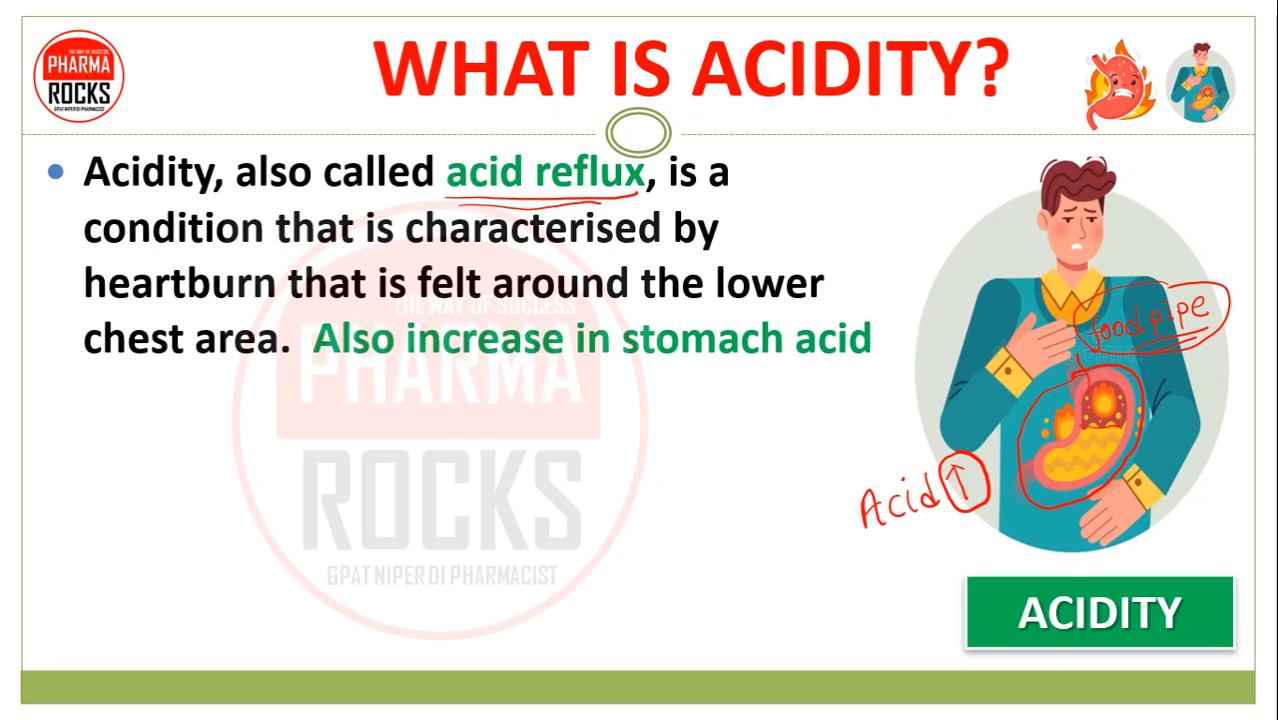 THE WAY OF SUCCESS
PHARMA
ROCKS
GPAT NIPER DI PHARMACIST
WHAT IS ACIDITY?
• Acidity, also called acid reflux, is a
condition that is characterised by
heartburn that is felt around the lower
chest area. Also increase in stomach acid
THE WAY OF SUCCESS
PHARMA
ROCKS
GPAT NIPER DI PHARMACIST
food pipe
Acid ↑
ACIDITY